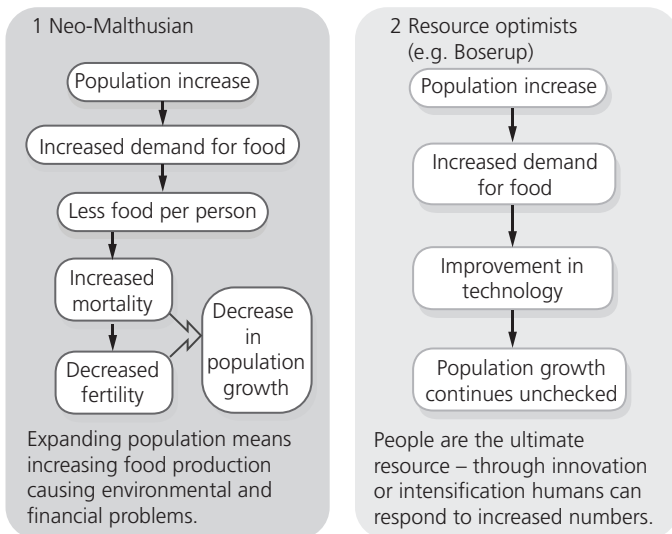 1 Neo-Malthusian
Population increase
Increased demand for food
Less food per person
Increased
mortality
Decreased
fertility
Decrease
in
population
growth
Expanding population means
increasing food production
causing environmental and
financial problems.
2 Resource optimists
(e.g. Boserup)
Population increase
Increased demand
for food
Improvement in
technology
Population growth
continues unchecked
People are the ultimate
resource – through innovation
or intensification humans can
respond to increased numbers.